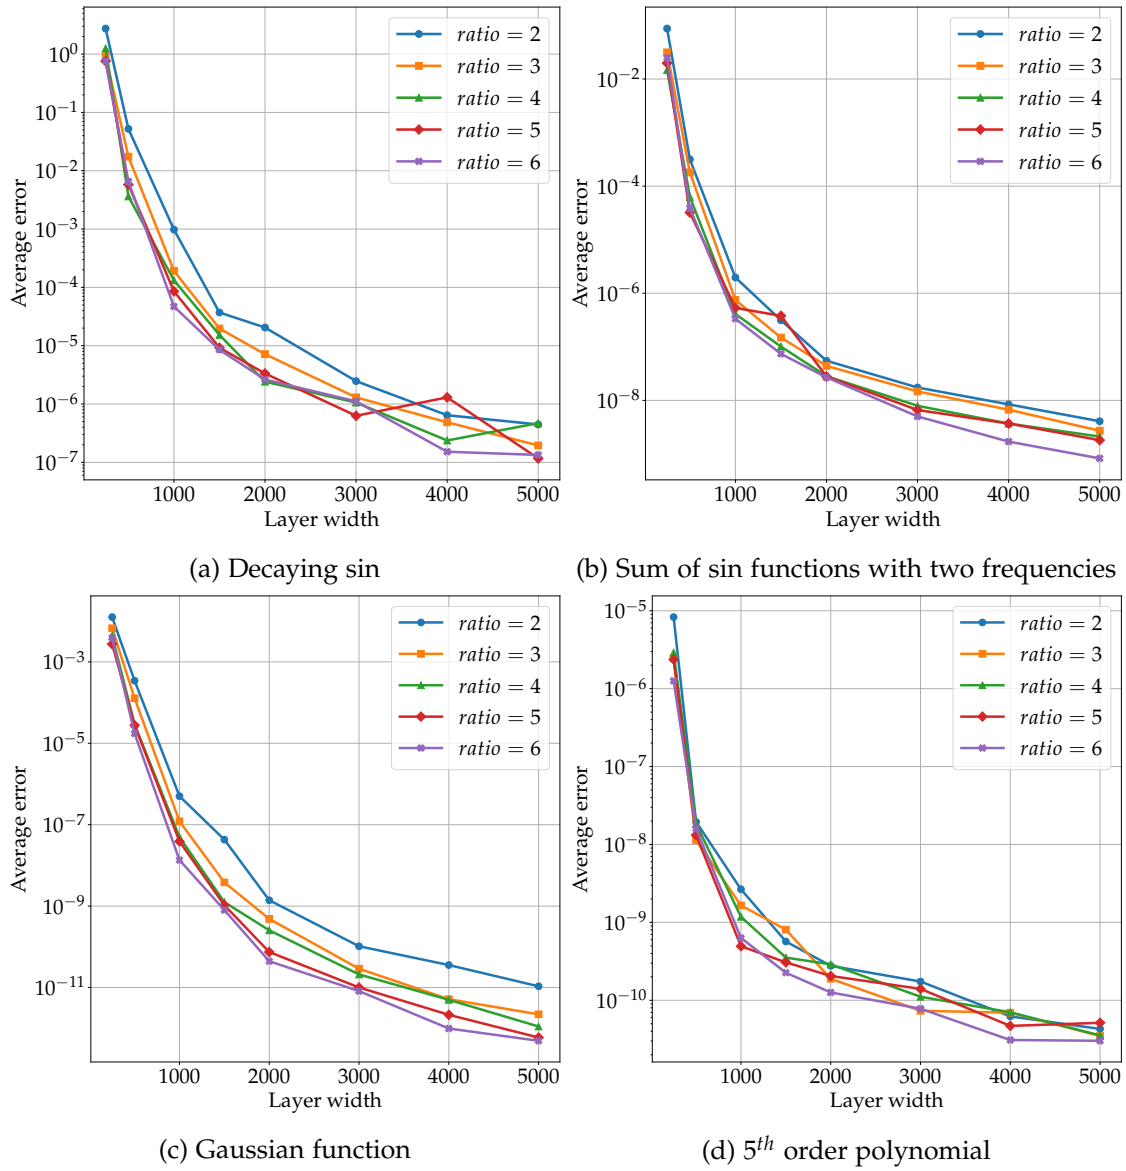 10^0
10^−1
10^−2
10^−3
10^−4
10^−5
10^−6
10^−7
Average error
1000 2000 3000 4000 5000
Layer width
ratio = 2
ratio = 3
ratio = 4
ratio = 5
ratio = 6
(a) Decaying sin
10^−2
10^−4
10^−6
10^−8
Average error
1000 2000 3000 4000 5000
Layer width
ratio = 2
ratio = 3
ratio = 4
ratio = 5
ratio = 6
(b) Sum of sin functions with two frequencies
10^−3
10^−5
10^−7
10^−9
10^−11
Average error
1000 2000 3000 4000 5000
Layer width
ratio = 2
ratio = 3
ratio = 4
ratio = 5
ratio = 6
(c) Gaussian function
10^−5
10^−6
10^−7
10^−8
10^−9
10^−10
Average error
1000 2000 3000 4000 5000
Layer width
ratio = 2
ratio = 3
ratio = 4
ratio = 5
ratio = 6
(d) 5^th order polynomial